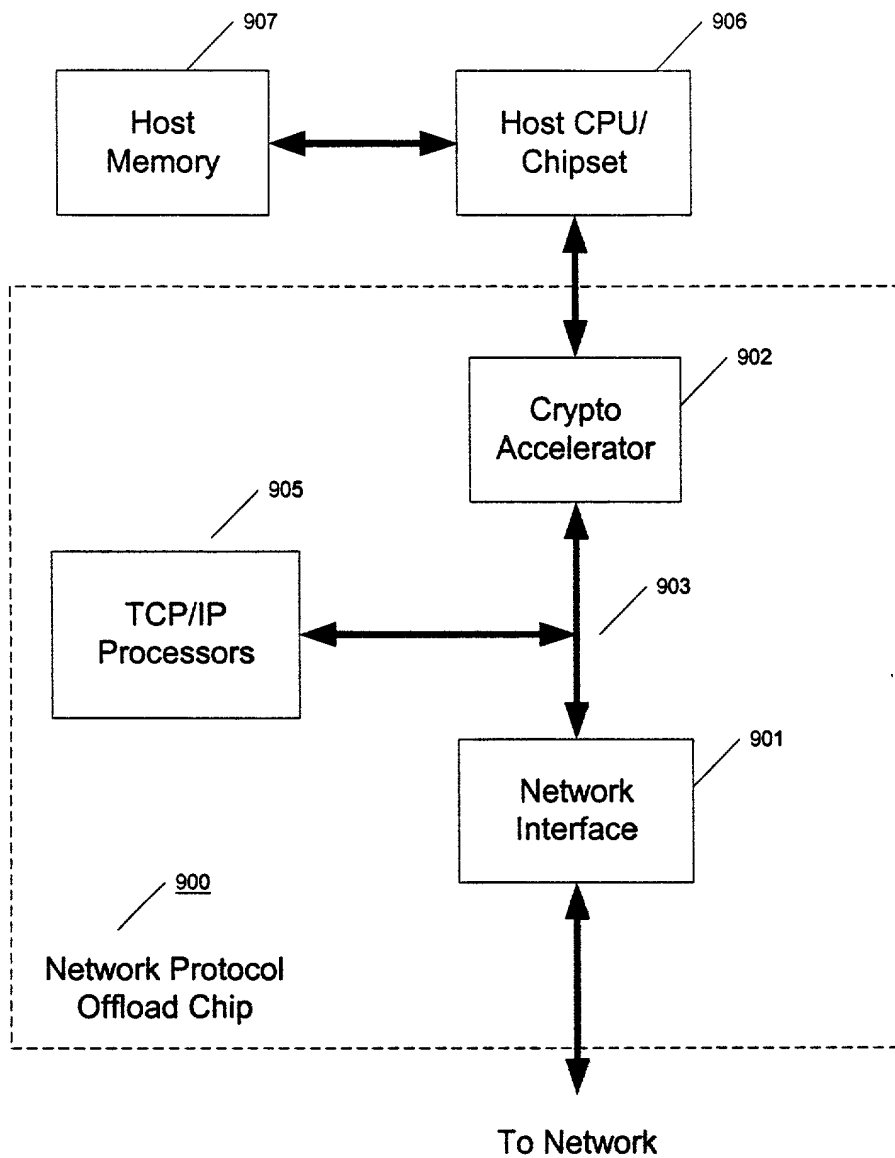 907
906
Host
Memory
Host CPU/
Chipset
902
Crypto
Accelerator
905
903
TCP/IP
Processors
901
Network
Interface
900
Network Protocol
Offload Chip
To Network